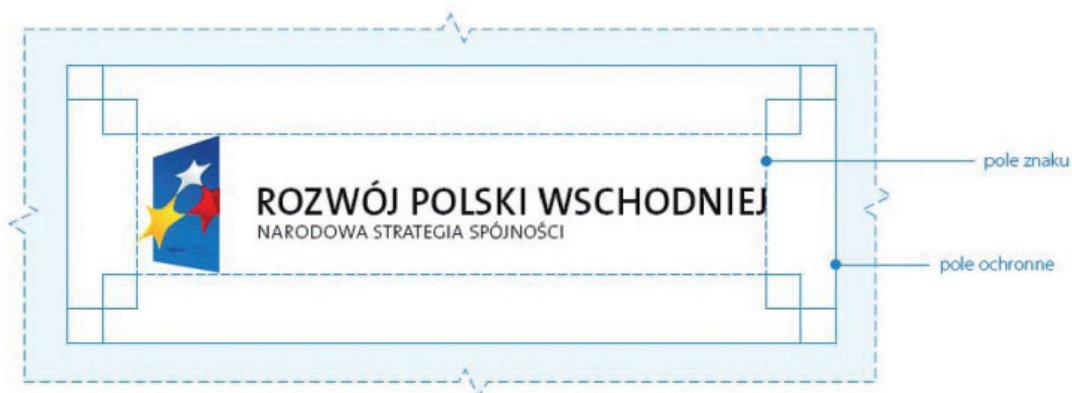 pole znaku
ROZWÓJ POLSKI WSCHODNIEJ
NARODOWA STRATEGIA SPÓJNOŚCI
pole ochronne